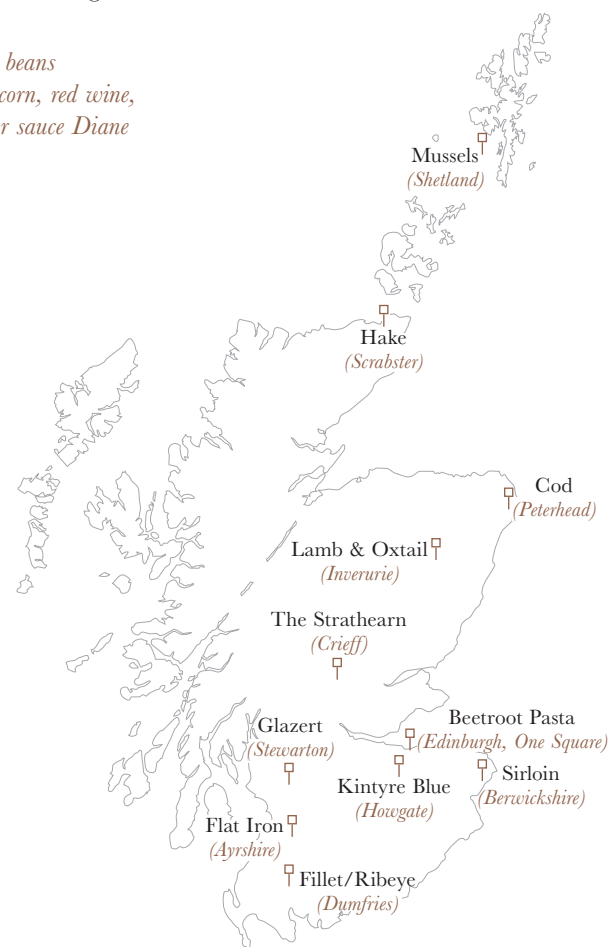 beans
corn, red wine,
sauce Diane
Mussels
(Shetland)
Hake
(Scrabster)
Cod
(Peterhead)
Lamb & Oxtail
(Inverurie)
The Strathearn
(Crieff)
Glazert
(Stewarton)
Beetroot Pasta
(Edinburgh, One Square)
Kintyre Blue
(Howgate)
Sirloin
(Berwickshire)
Flat Iron
(Ayrshire)
Fillet/Ribeye
(Dumfries)